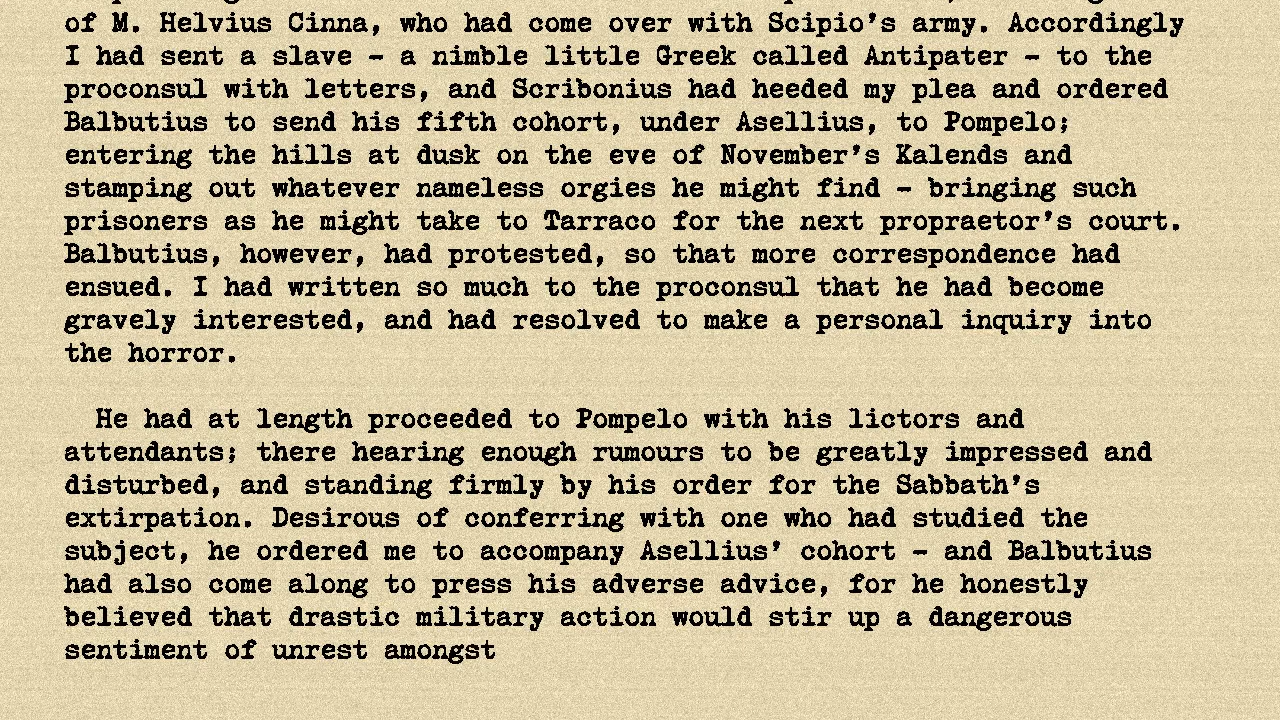 of M. Helvius Cinna, who had come over with Scipio's army. Accordingly
I had sent a slave – a nimble little Greek called Antipater – to the
proconsul with letters, and Scribonius had heeded my plea and ordered
Balbutius to send his fifth cohort, under Asellius, to Pompelo;
entering the hills at dusk on the eve of November's Kalends and
stamping out whatever nameless orgies he might find – bringing such
prisoners as he might take to Tarraco for the next propraetor's court.
Balbutius, however, had protested, so that more correspondence had
ensued. I had written so much to the proconsul that he had become
gravely interested, and had resolved to make a personal inquiry into
the horror.
He had at length proceeded to Pompelo with his lictors and
attendants; there hearing enough rumours to be greatly impressed and
disturbed, and standing firmly by his order for the Sabbath's
extirpation. Desirous of conferring with one who had studied the
subject, he ordered me to accompany Asellius' cohort – and Balbutius
had also come along to press his adverse advice, for he honestly
believed that drastic military action would stir up a dangerous
sentiment of unrest amongst